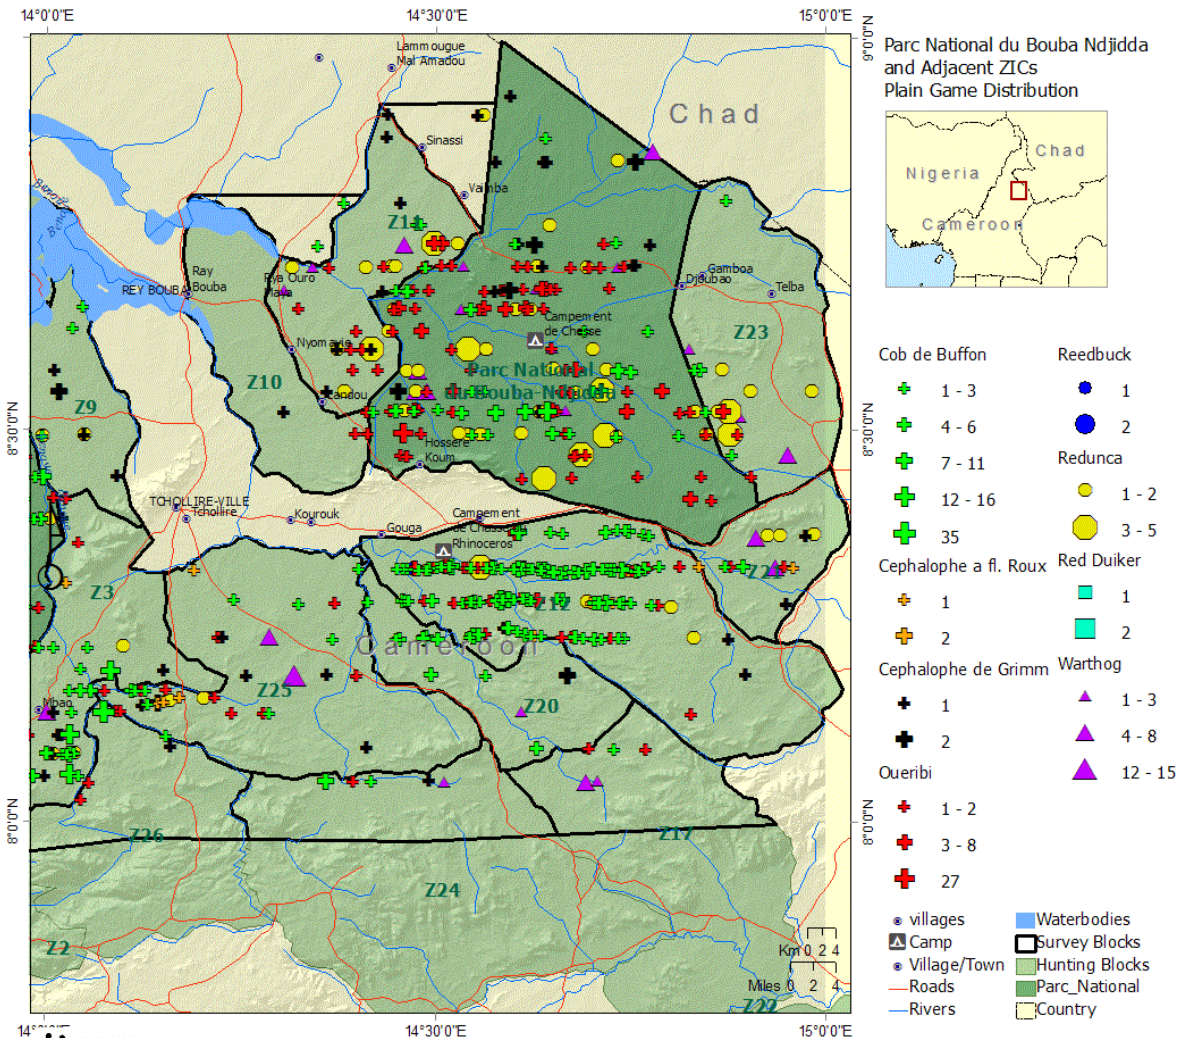 14°0'0"E
14°30'0"E
15°0'0"E
9°0'0"N
Parc National du Bouba Ndjidda
and Adjacent ZICs
Plain Game Distribution
Nigeria
Chad
Cameroon
Lammougue
Mal Amadou
Chad
Sinassi
Vaimba
Z11
Ray
Bouba
REY BOUBA
Rya Ouro
Maya
Gamboa
Djoubao
Telba
Campement
de Chesse
Z23
Nyomavie
Parc National
du Bouba-Ndjidda
Z10
Landou
Z9
8°30'0"N
8°30'0"N
Hossere
Koum
TCHOLLIRE-VILLE
Tchollire
Kourouk
Gouga
Campement
de Chasse
Rhinoceros
Z3
Z12
Cameroon
Z25
Z20
Mbao
8°0'0"N
8°0'0"N
Z26
Z17
Z24
Z2
Z22
Km 0 2 4
Miles 0 2 4
14°30'0"E
15°0'0"E
Cob de Buffon
1 - 3
4 - 6
7 - 11
12 - 16
35
Cephalophe a fl. Roux
1
2
Cephalophe de Grimm
1
2
Oueribi
1 - 2
3 - 8
27
Reedbuck
1
2
Redunca
1 - 2
3 - 5
Red Duiker
1
2
Warthog
1 - 3
4 - 8
12 - 15
villages
Camp
Village/Town
Roads
Rivers
Waterbodies
Survey Blocks
Hunting Blocks
Parc_National
Country